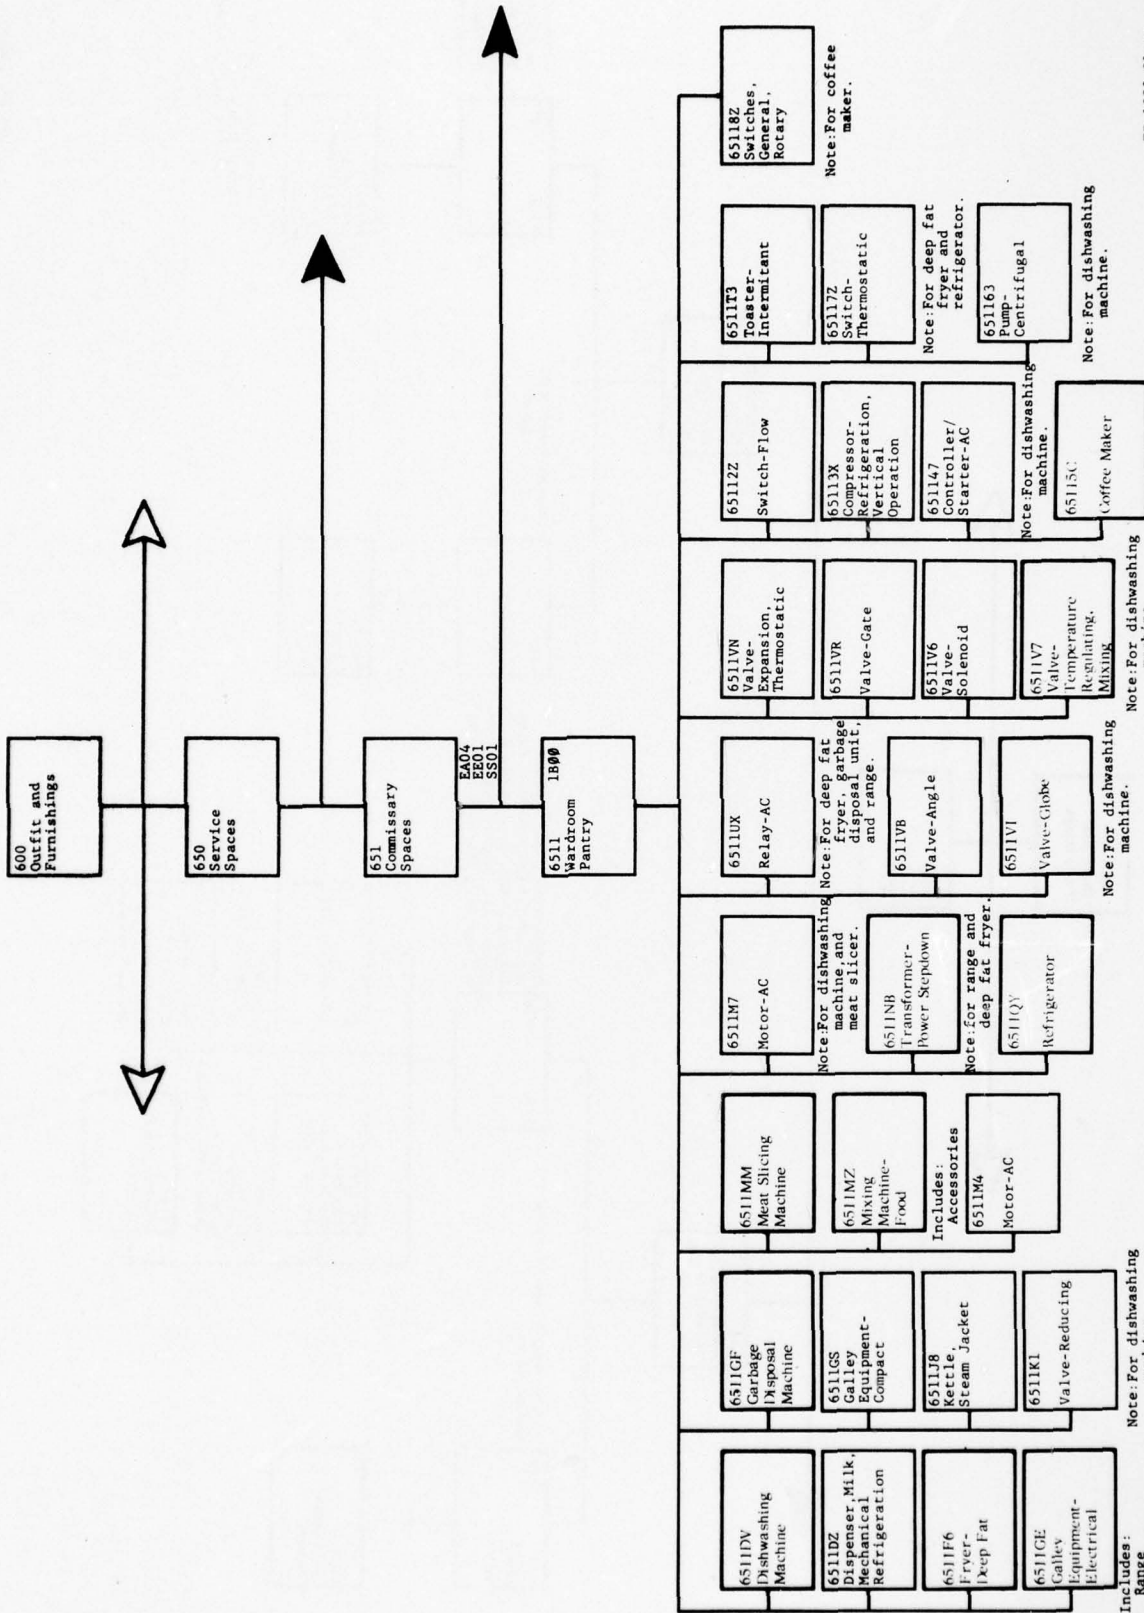 600
Outfit and
Furnishings
650
Service
Spaces
651
Commissary
Spaces
EA04
EE01
SS01
6511 1B00
Wardroom
Pantry
6511DV
Dishwashing
Machine
6511DZ
Dispenser,Milk,
Mechanical
Refrigeration
6511F6
Fryer-
Deep Fat
6511GE
Galley
Equipment-
Electrical
Includes:
Range
6511GF
Garbage
Disposal
Machine
6511GS
Galley
Equipment-
Compact
6511J8
Kettle,
Steam Jacket
6511K1
Valve-Reducing
Note:For dishwashing
6511MM
Meat Slicing
Machine
6511MZ
Mixing
Machine-
Food
Includes:
Accessories
6511M4
Motor-AC
6511M7
Motor-AC
Note:For dishwashing
machine,and
meat slicer.
6511NB
Transformer-
Power Stepdown
Note:for range and
deep fat fryer.
6511QY
Refrigerator
6511UX
Relay-AC
Note:For deep fat
fryer, garbage
disposal unit,
and range.
6511VB
Valve-Angle
6511VI
Valve-Globe
Note:For dishwashing
machine.
6511VN
Valve-
Expansion,
Thermostatic
6511VR
Valve-Gate
6511V6
Valve-
Solenoid
6511V7
Valve-
Temperature
Regulating,
Mixing
Note:For dishwashing
65112Z
Switch-Flow
65113X
Compressor-
Refrigeration,
Vertical
Operation
651147
Controller/
Starter-AC
Note:For dishwashing
machine.
65115C
Coffee Maker
6511T3
Toaster-
Intermitant
65117Z
Switch-
Thermostatic
Note:For deep fat
fryer and
refrigerator.
651163
Pump-
Centrifugal
Note:For dishwashing
machine.
65118Z
Switches,
General,
Rotary
Note:For coffee
maker.